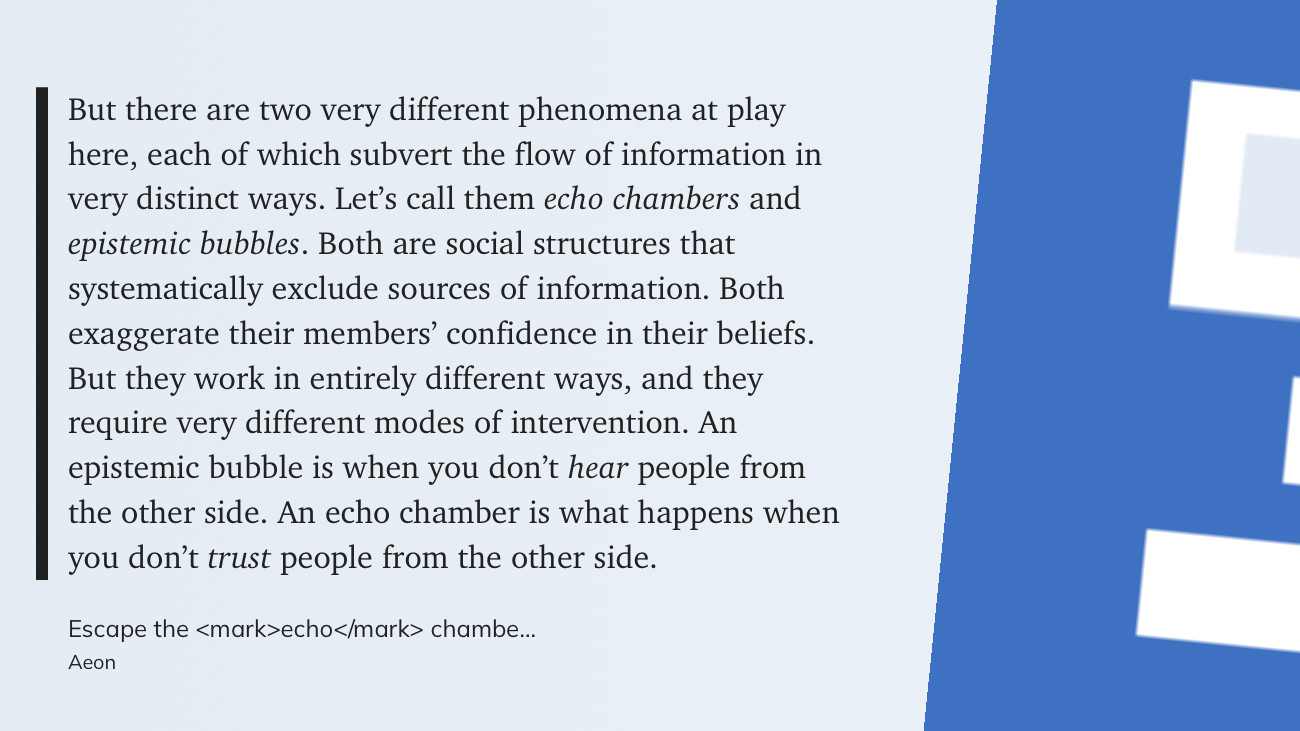 But there are two very different phenomena at play
here, each of which subvert the flow of information in
very distinct ways. Let’s call them echo chambers and
epistemic bubbles. Both are social structures that
systematically exclude sources of information. Both
exaggerate their members’ confidence in their beliefs.
But they work in entirely different ways, and they
require very different modes of intervention. An
epistemic bubble is when you don’t hear people from
the other side. An echo chamber is what happens when
you don’t trust people from the other side.
Escape the <mark>echo</mark> chambe...
Aeon